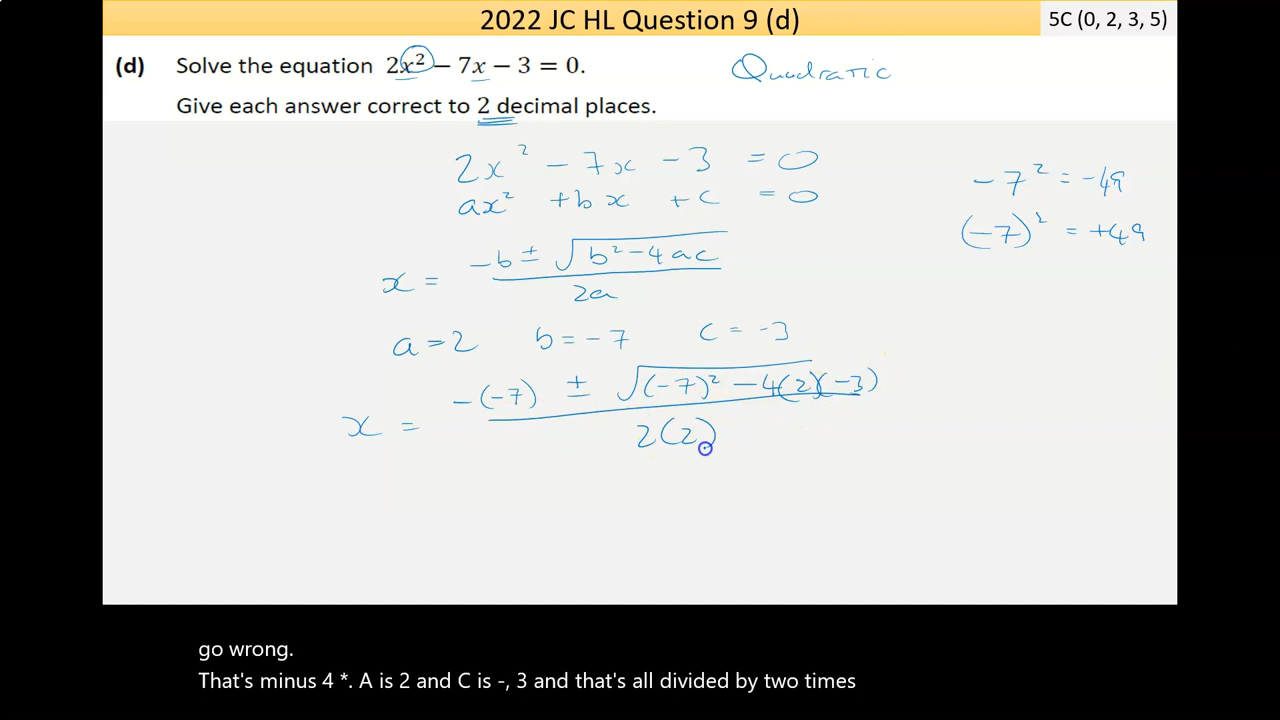 2022 JC HL Question 9 (d)
5C (0, 2, 3, 5)
(d) Solve the equation 2x² − 7x − 3 = 0.
Quadratic
Give each answer correct to 2 decimal places.
2x² − 7x − 3 = 0
ax² + bx + c = 0
−7² = −49
(−7)² = +49
x = −b ± √b² − 4ac
2a
a = 2 b = −7 c = −3
x = −(−7) ± √(−7)² − 4(2)(−3)
2(2)
go wrong.
That's minus 4 *. A is 2 and C is -, 3 and that's all divided by two times